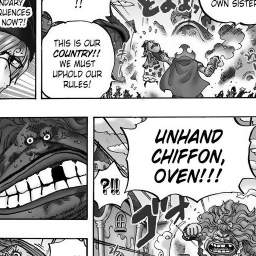 NDARY
QUENCES
NOW?!
!!
THIS IS OUR
COUNTRY!!
WE MUST
UPHOLD OUR
RULES!
OWN SISTER
?!!
UNHAND
CHIFFON,
OVEN!!!